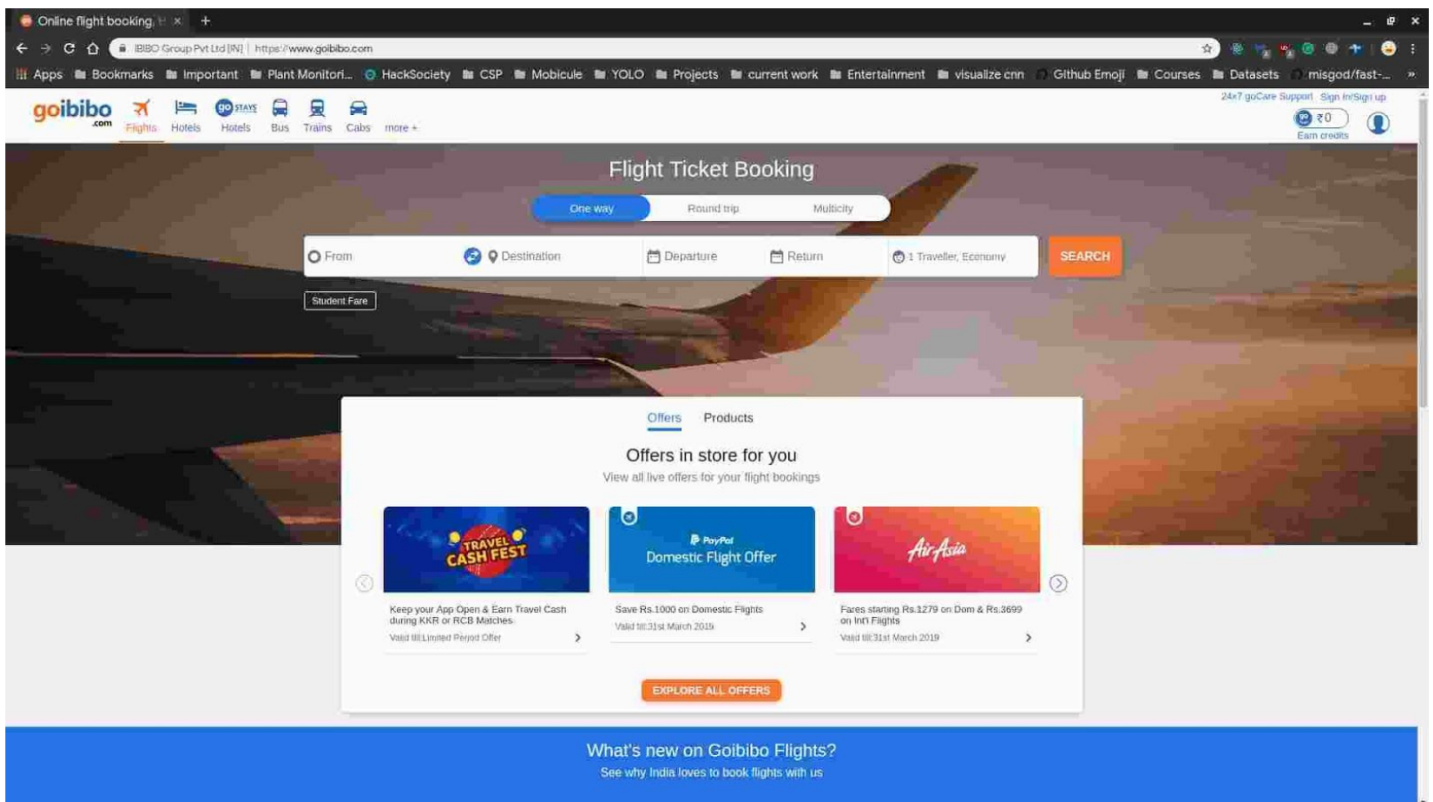 Online flight booking, H
IBIBO Group Pvt Ltd [IN] https://www.goibibo.com
Apps Bookmarks Important Plant Monitori... HackSociety CSP Mobicule YOLO Projects current work Entertainment visualize cnn Github Emoji Courses Datasets misgod/fast-... »
24x7 goCare Support Sign In/Sign up
goibibo
.com
go STAYS
Flights Hotels Hotels Bus Trains Cabs more +
go ₹0
Earn credits
Flight Ticket Booking
One way Round trip Multicity
From Destination Departure Return 1 Traveller, Economy SEARCH
Student Fare
Offers Products
Offers in store for you
View all live offers for your flight bookings
TRAVEL
CASH FEST
PayPal
Domestic Flight Offer
AirAsia
Keep your App Open & Earn Travel Cash
during KKR or RCB Matches
Valid till:Limited Period Offer
Save Rs.1000 on Domestic Flights
Valid till:31st March 2019
Fares starting Rs.1279 on Dom & Rs.3699
on Int'l Flights
Valid till:31st March 2019
EXPLORE ALL OFFERS
What's new on Goibibo Flights?
See why India loves to book flights with us